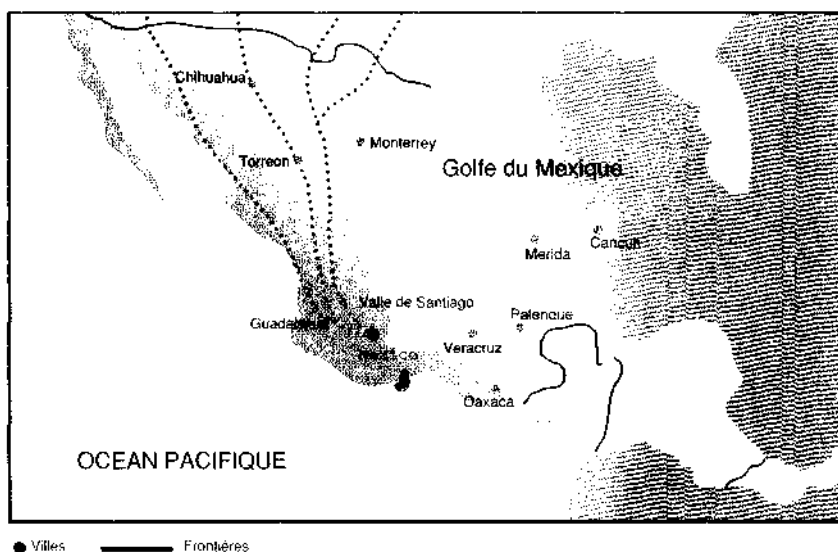 Chihuahua
Monterrey
Torreon
Golfe du Mexique
Cancun
Merida
Valle de Santiago
Palenque
Veracruz
Oaxaca
OCEAN PACIFIQUE
Villes
Frontières